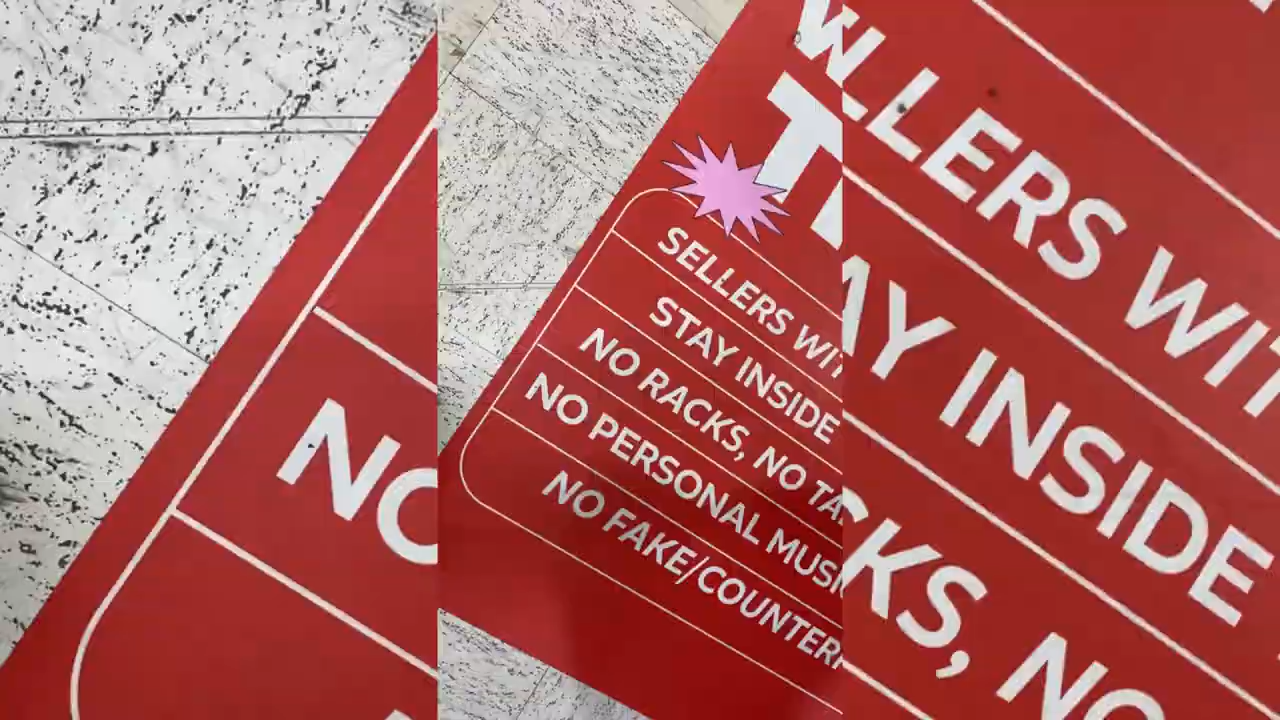 NO
SELLERS WIT
STAY INSIDE
NO RACKS, NO TA
NO PERSONAL MUSI
NO FAKE/COUNTERF
LLERS WIT
AY INSIDE
CKS, NO